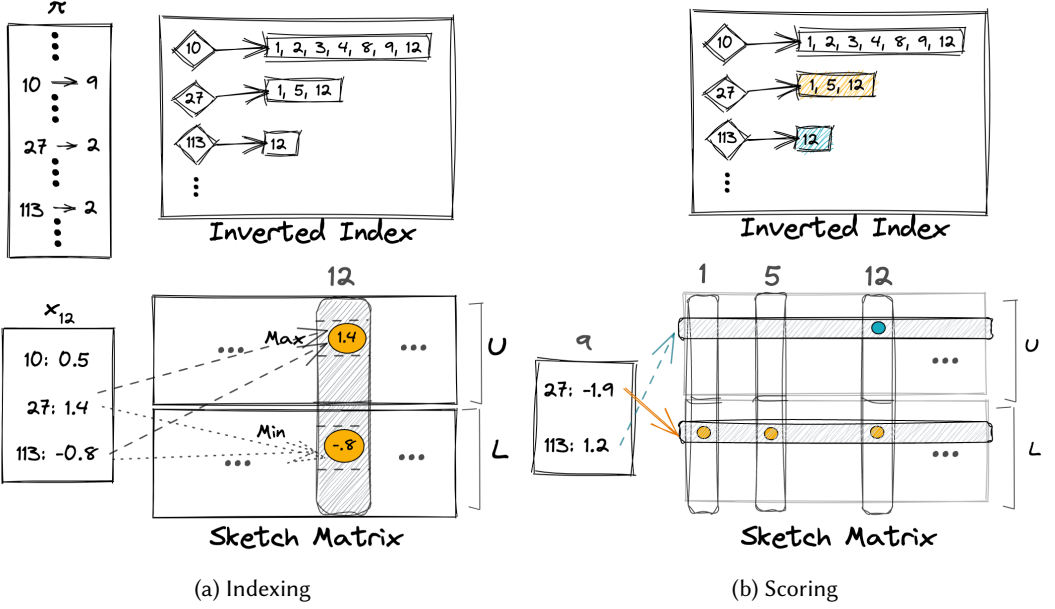 π
10 → 9
27 → 2
113 → 2
10 1, 2, 3, 4, 8, 9, 12
27 1, 5, 12
113 12
Inverted Index
10 1, 2, 3, 4, 8, 9, 12
27 1, 5, 12
113 12
Inverted Index
x12
10: 0.5
27: 1.4
113: -0.8
12
Max
1.4
... ...
U
Min
-.8
... ...
L
Sketch Matrix
(a) Indexing
q
27: -1.9
113: 1.2
1 5 12
...
U
...
L
Sketch Matrix
(b) Scoring